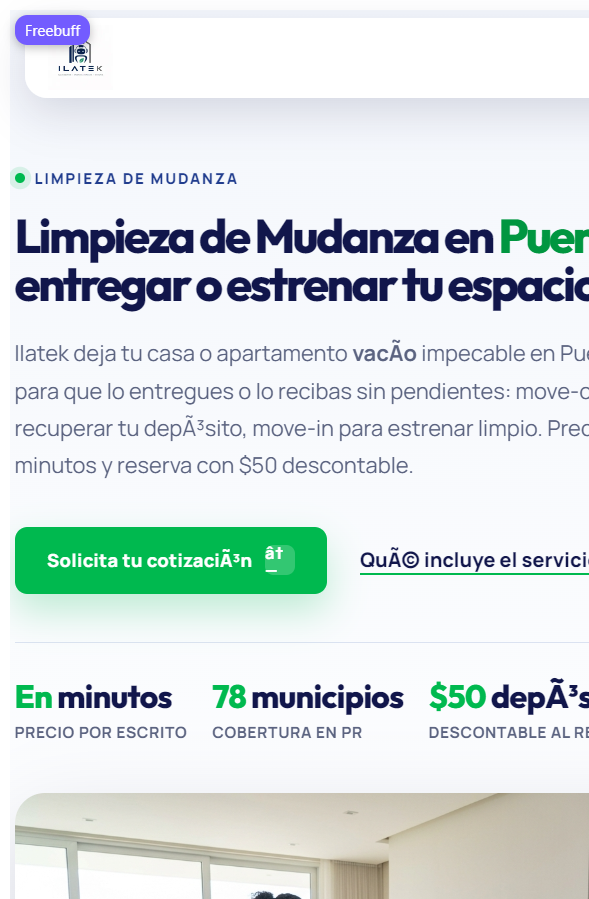 Freebuff
ILATEK
LIMPIEZA DE MUDANZA
Limpieza de Mudanza en Puer
entregar o estrenar tu espacio
Ilatek deja tu casa o apartamento vacÃ­o impecable en Pue
para que lo entregues o lo recibas sin pendientes: move-o
recuperar tu depÃ³sito, move-in para estrenar limpio. Prec
minutos y reserva con $50 descontable.
Solicita tu cotizaciÃ³n â†—
QuÃ© incluye el servicio
En minutos 78 municipios $50 depÃ³s
PRECIO POR ESCRITO COBERTURA EN PR DESCONTABLE AL RE